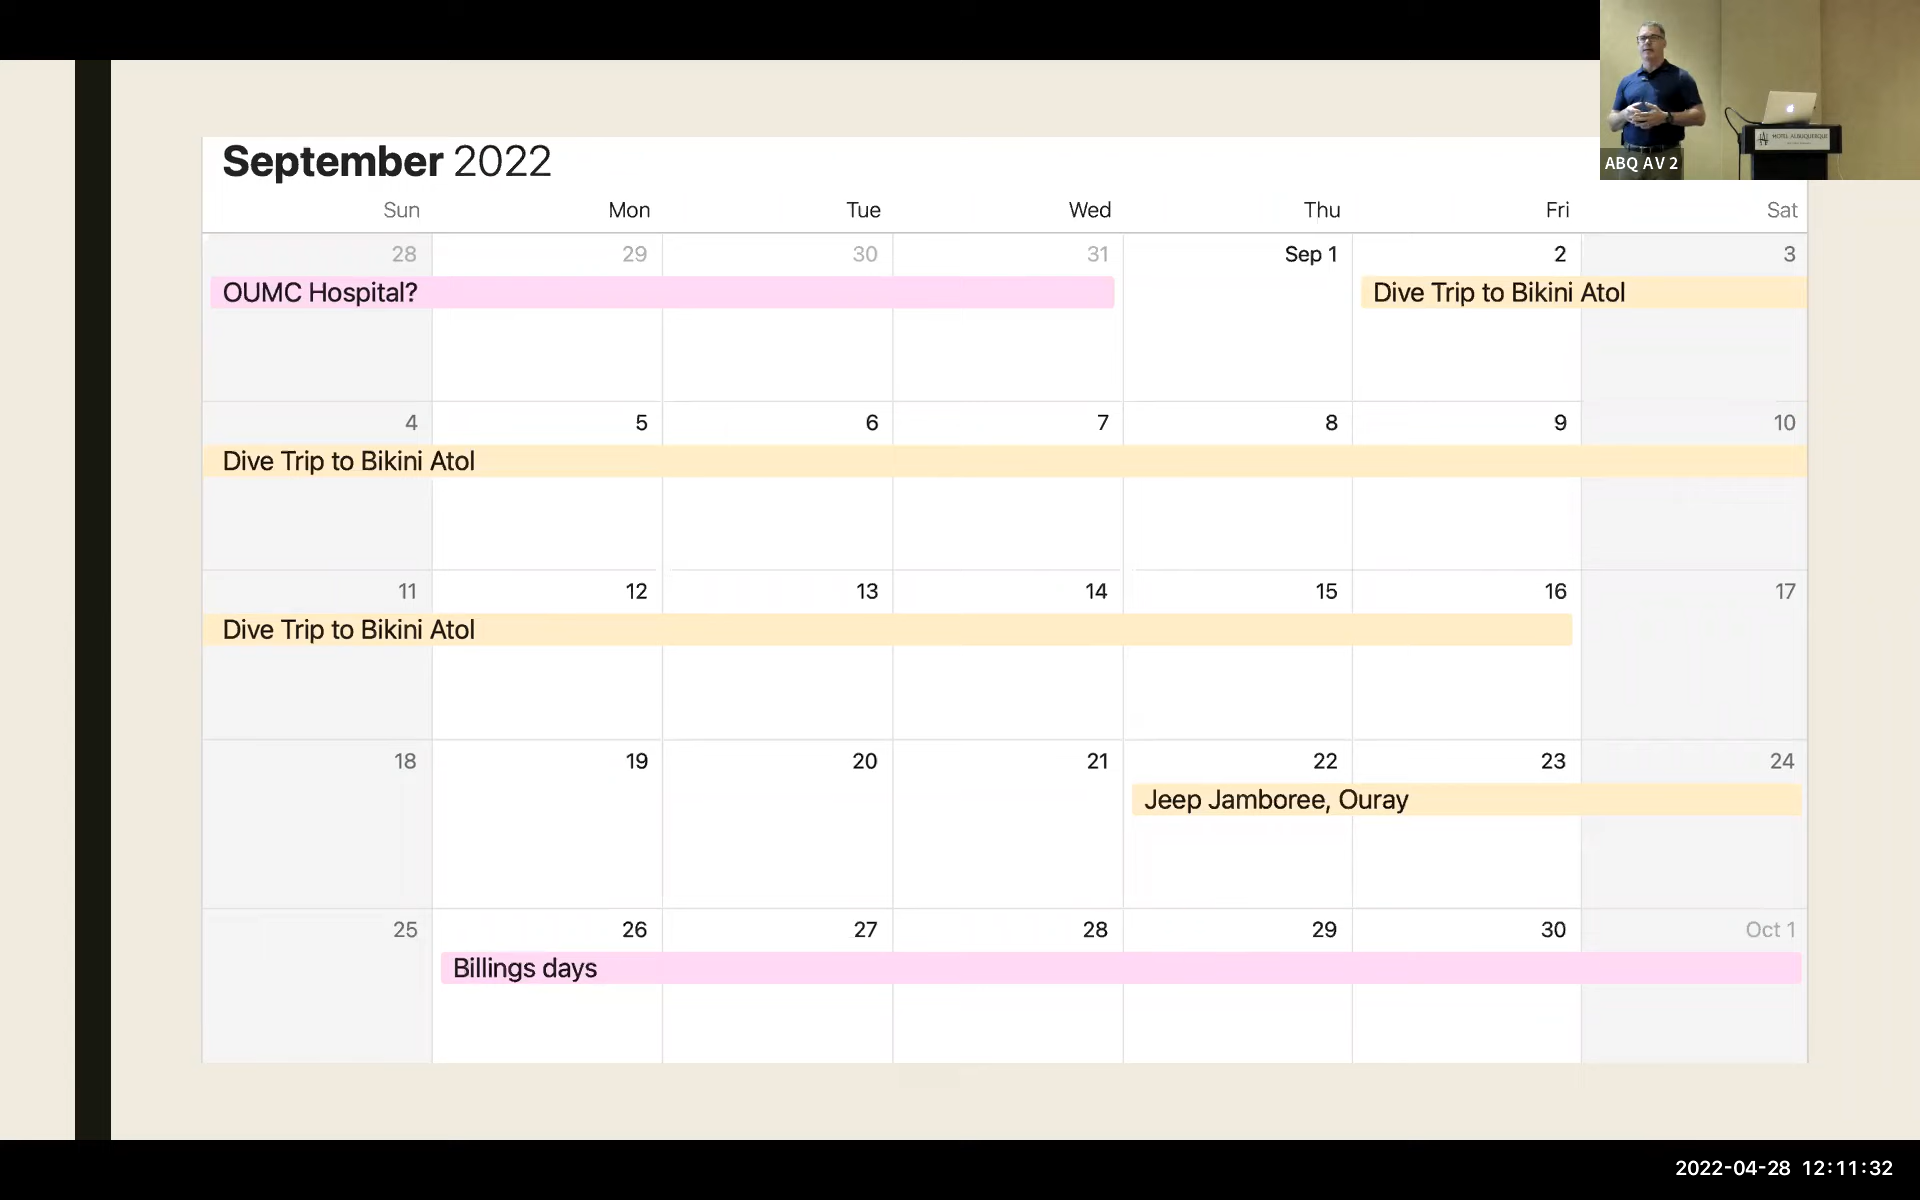 September 2022
Sun Mon Tue Wed Thu Fri Sat
28 29 30 31 Sep 1 2 3
OUMC Hospital? Dive Trip to Bikini Atol
4 5 6 7 8 9 10
Dive Trip to Bikini Atol
11 12 13 14 15 16 17
Dive Trip to Bikini Atol
18 19 20 21 22 23 24
Jeep Jamboree, Ouray
25 26 27 28 29 30 Oct 1
Billings days
HOTEL ALBUQUERQUE
ABQ AV 2
2022-04-28 12:11:32